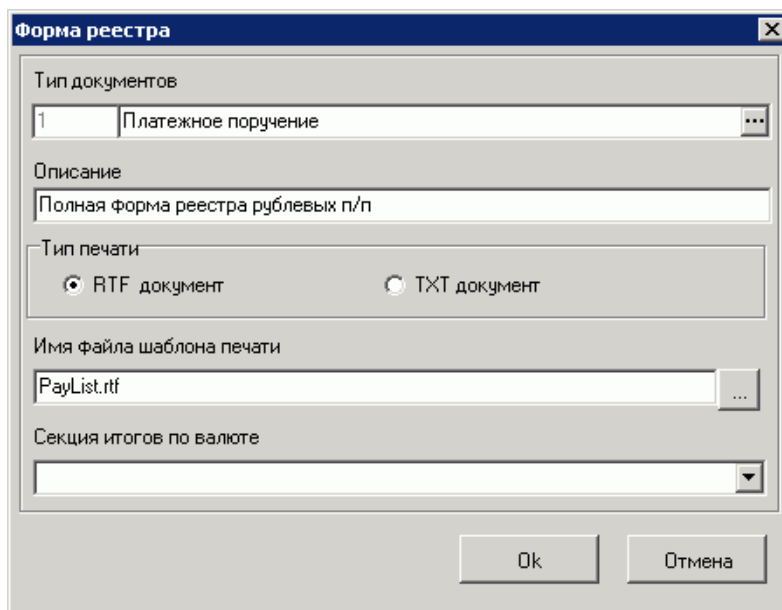 Форма реестра
Тип документов
1 Платежное поручение ...
Описание
Полная форма реестра рублевых п/п
Тип печати
RTF документ TXT документ
Имя файла шаблона печати
PayList.rtf ...
Секция итогов по валюте
Ok Отмена